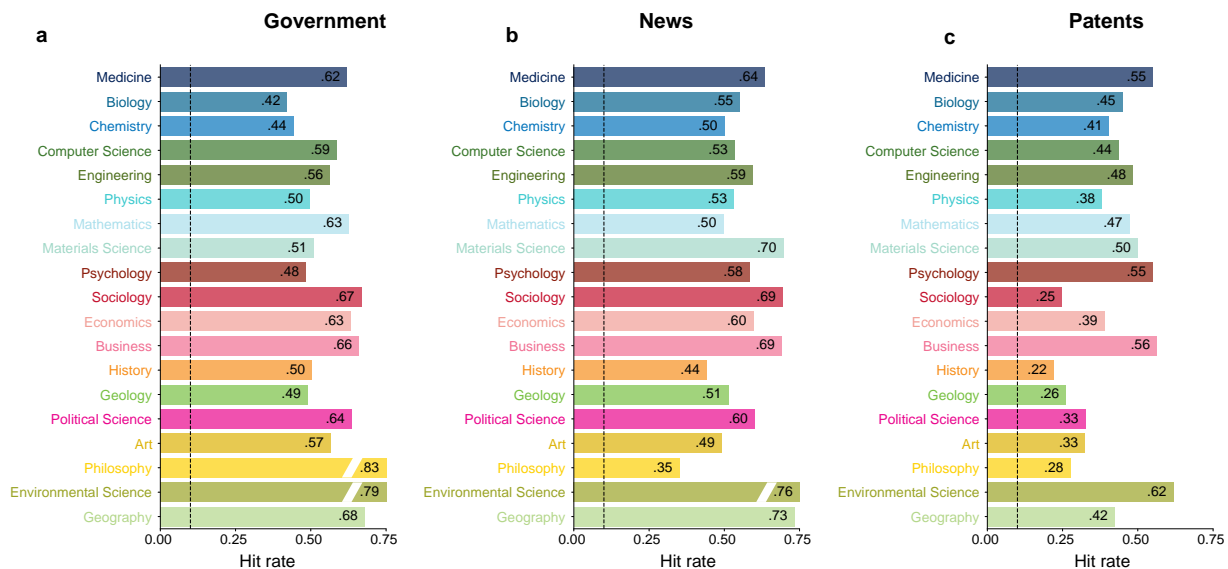 Government
a
Medicine .62
Biology .42
Chemistry .44
Computer Science .59
Engineering .56
Physics .50
Mathematics .63
Materials Science .51
Psychology .48
Sociology .67
Economics .63
Business .66
History .50
Geology .49
Political Science .64
Art .57
Philosophy .83
Environmental Science .79
Geography .68
0.00 0.25 0.50 0.75
Hit rate
News
b
Medicine .64
Biology .55
Chemistry .50
Computer Science .53
Engineering .59
Physics .53
Mathematics .50
Materials Science .70
Psychology .58
Sociology .69
Economics .60
Business .69
History .44
Geology .51
Political Science .60
Art .49
Philosophy .35
Environmental Science .76
Geography .73
0.00 0.25 0.50 0.75
Hit rate
Patents
c
Medicine .55
Biology .45
Chemistry .41
Computer Science .44
Engineering .48
Physics .38
Mathematics .47
Materials Science .50
Psychology .55
Sociology .25
Economics .39
Business .56
History .22
Geology .26
Political Science .33
Art .33
Philosophy .28
Environmental Science .62
Geography .42
0.00 0.25 0.50 0.75
Hit rate